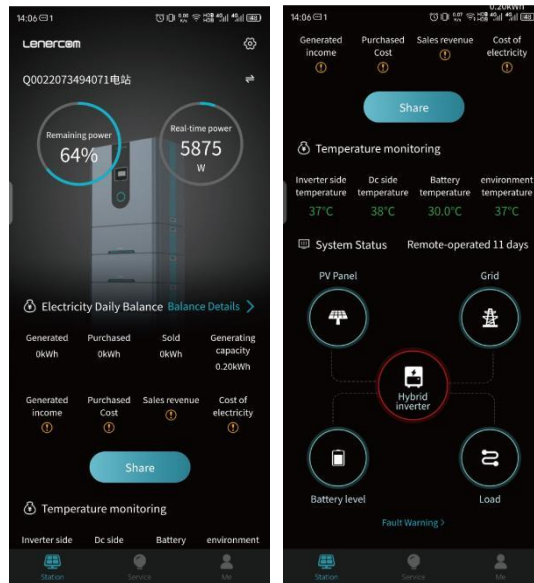 14:06
Lenercom
Q0022073494071电站
Remaining power
64%
Real-time power
5875
W
Electricity Daily Balance Balance Details >
Generated Purchased Sold Generating capacity
0kWh 0kWh 0kWh 0.20kWh
Generated income Purchased Cost Sales revenue Cost of electricity
Share
Temperature monitoring
Inverter side Dc side Battery environment
Station Service Me
0.20kWh
14:06
Generated income Purchased Cost Sales revenue Cost of electricity
Share
Temperature monitoring
Inverter side temperature Dc side temperature Battery temperature environment temperature
37°C 38°C 30.0°C 37°C
System Status Remote-operated 11 days
PV Panel Grid
Hybrid inverter
Battery level Load
Fault Warning >
Station Service Me